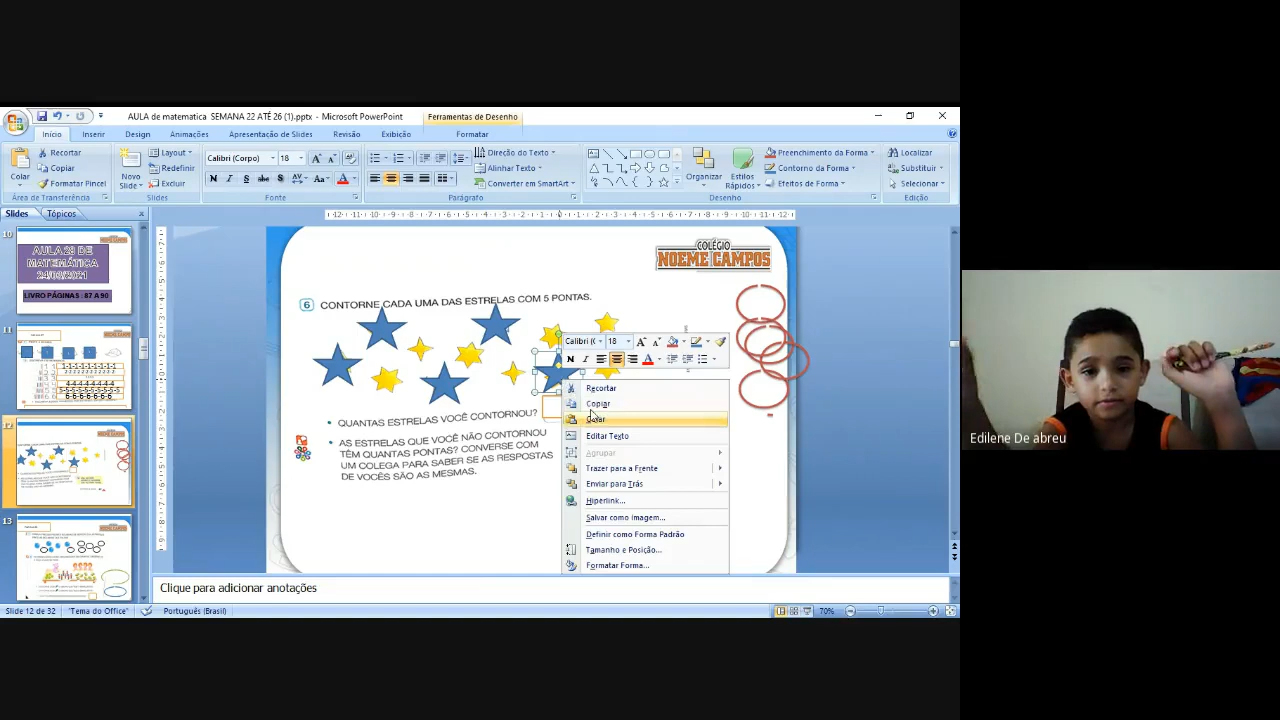 AULA de matematica SEMANA 22 ATÉ 26 (1).pptx - Microsoft PowerPoint
Ferramentas de Desenho
Início
Inserir
Design
Animações
Apresentação de Slides
Revisão
Exibição
Formatar
Colar
Recortar
Copiar
Formatar Pincel
Área de Transferência
Novo
Slide
Layout
Redefinir
Excluir
Slides
Calibri (Corpo)
18
Fonte
Direção do Texto
Alinhar Texto
Converter em SmartArt
Parágrafo
Organizar
Estilos
Rápidos
Preenchimento da Forma
Contorno da Forma
Efeitos de Forma
Desenho
Localizar
Substituir
Selecionar
Edição
Slides
Tópicos
10
AULA 28 DE
MATEMÁTICA
24/03/2021
LIVRO PÁGINAS : 87 A 90
11
12
13
COLÉGIO
NOEME CAMPOS
6 CONTORNE CADA UMA DAS ESTRELAS COM 5 PONTAS.
• QUANTAS ESTRELAS VOCÊ CONTORNOU?
• AS ESTRELAS QUE VOCÊ NÃO CONTORNOU
TÊM QUANTAS PONTAS? CONVERSE COM
UM COLEGA PARA SABER SE AS RESPOSTAS
DE VOCÊS SÃO AS MESMAS.
18
Recortar
Copiar
Colar
Editar Texto
Agrupar
Trazer para a Frente
Enviar para Trás
Hiperlink...
Salvar como Imagem...
Definir como Forma Padrão
Tamanho e Posição...
Formatar Forma...
Clique para adicionar anotações
Slide 12 de 32
"Tema do Office"
Português (Brasil)
70%
Edilene De abreu